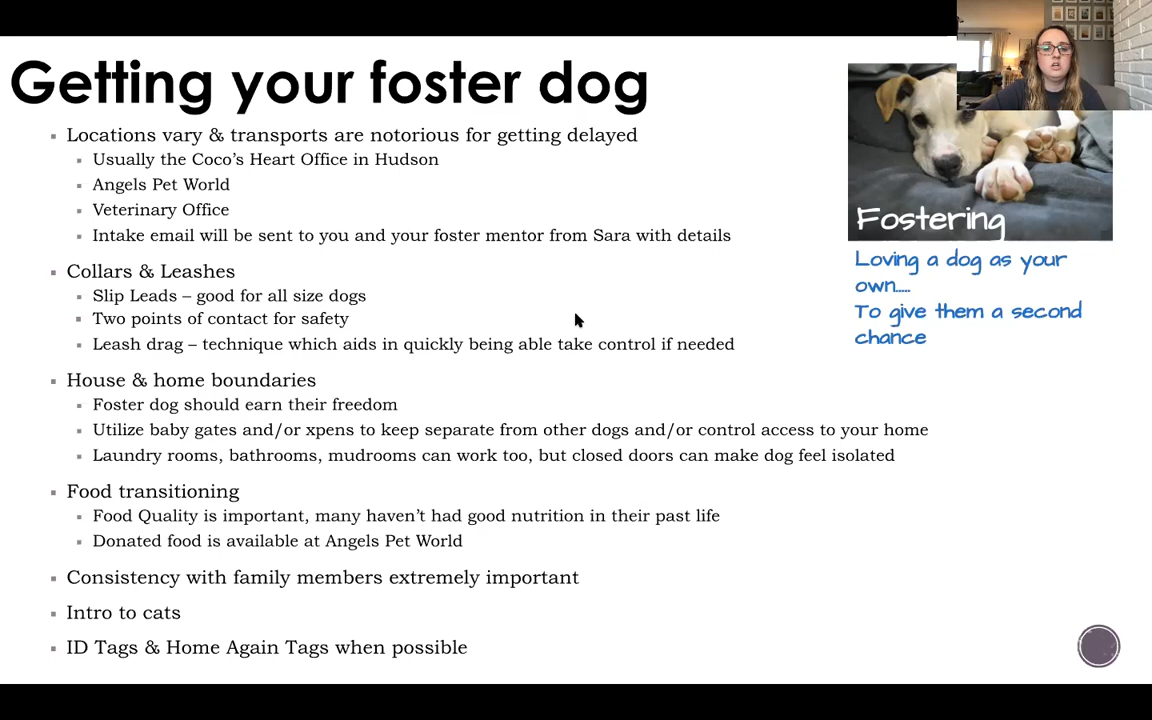 Getting your foster dog
Locations vary & transports are notorious for getting delayed
Usually the Coco's Heart Office in Hudson
Angels Pet World
Veterinary Office
Intake email will be sent to you and your foster mentor from Sara with details
Collars & Leashes
Slip Leads – good for all size dogs
Two points of contact for safety
Leash drag – technique which aids in quickly being able take control if needed
House & home boundaries
Foster dog should earn their freedom
Utilize baby gates and/or xpens to keep separate from other dogs and/or control access to your home
Laundry rooms, bathrooms, mudrooms can work too, but closed doors can make dog feel isolated
Food transitioning
Food Quality is important, many haven't had good nutrition in their past life
Donated food is available at Angels Pet World
Consistency with family members extremely important
Intro to cats
ID Tags & Home Again Tags when possible
Fostering
Loving a dog as your
own.....
To give them a second
chance